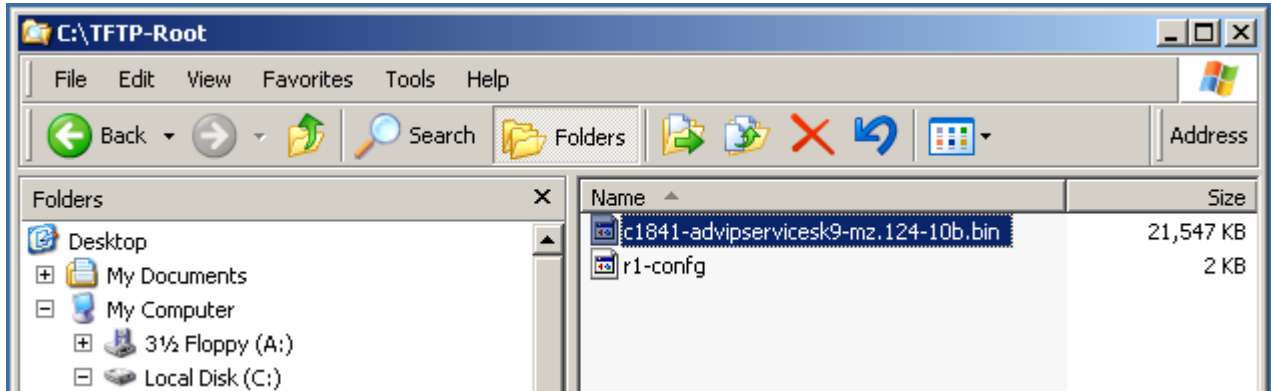 C:\TFTP-Root
File Edit View Favorites Tools Help
Back Search Folders Address
Folders X Name Size
Desktop c1841-advipservicesk9-mz.124-10b.bin 21,547 KB
My Documents r1-confg 2 KB
My Computer
3½ Floppy (A:)
Local Disk (C:)